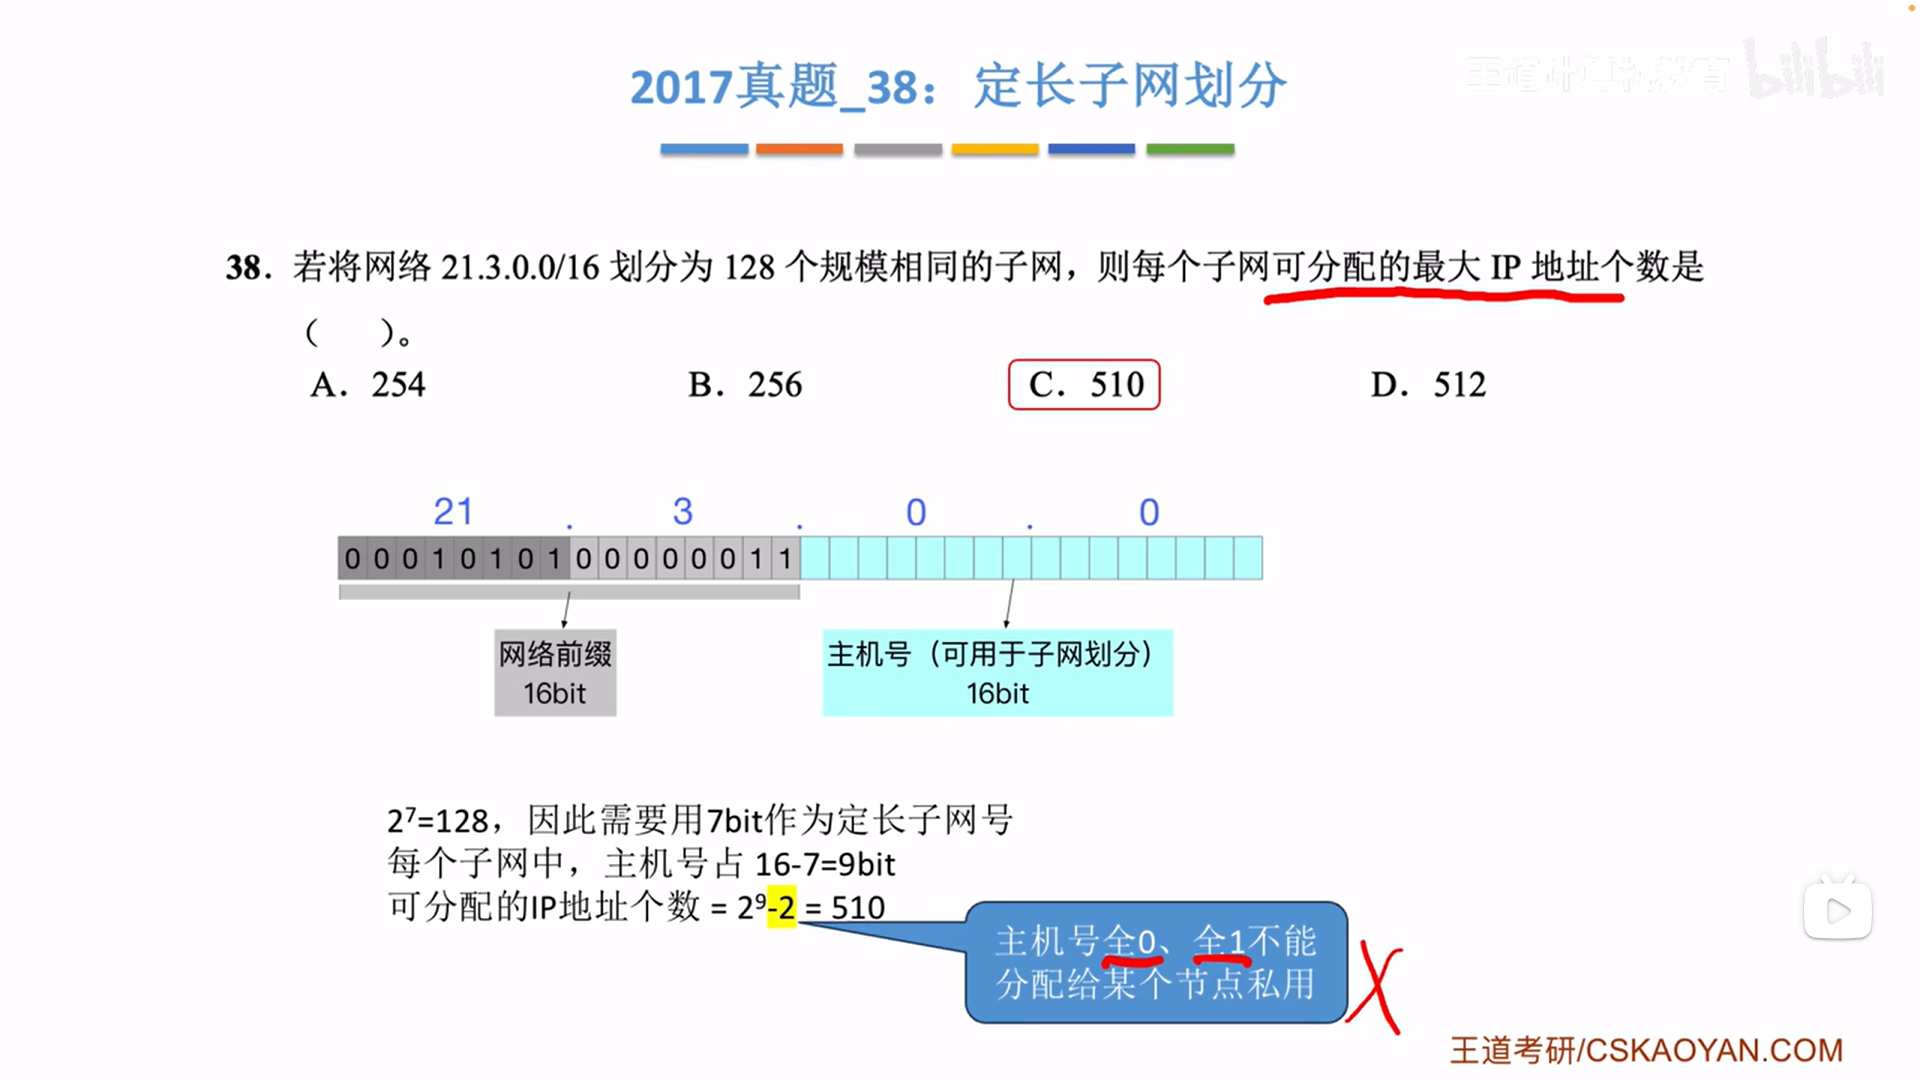 王道计算机教育 bilibili
2017真题_38：定长子网划分
38. 若将网络 21.3.0.0/16 划分为 128 个规模相同的子网，则每个子网可分配的最大 IP 地址个数是
（ ）。
A. 254 B. 256 C. 510 D. 512
21 . 3 . 0 . 0
0 0 0 1 0 1 0 1 0 0 0 0 0 0 1 1
网络前缀
16bit
主机号（可用于子网划分）
16bit
2⁷=128，因此需要用7bit作为定长子网号
每个子网中，主机号占 16-7=9bit
可分配的IP地址个数 = 2⁹-2 = 510
主机号全0、全1不能
分配给某个节点私用
王道考研/CSKAOYAN.COM